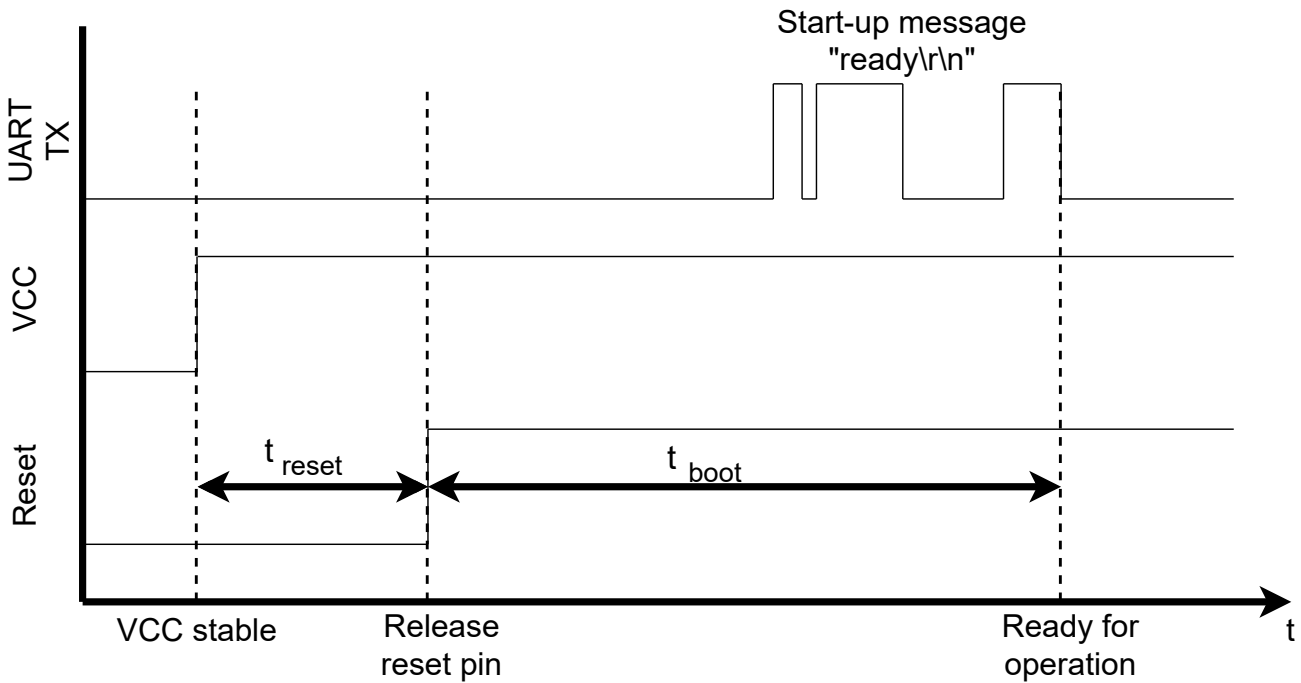 Start-up message
"ready\r\n"
UART
TX
VCC
Reset
t reset
t boot
VCC stable
Release
reset pin
Ready for
operation
t